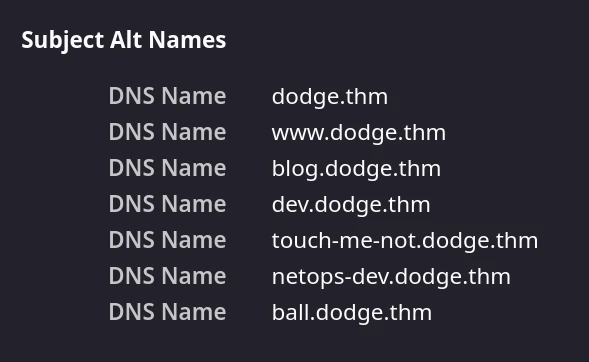 Subject Alt Names
DNS Name dodge.thm
DNS Name www.dodge.thm
DNS Name blog.dodge.thm
DNS Name dev.dodge.thm
DNS Name touch-me-not.dodge.thm
DNS Name netops-dev.dodge.thm
DNS Name ball.dodge.thm